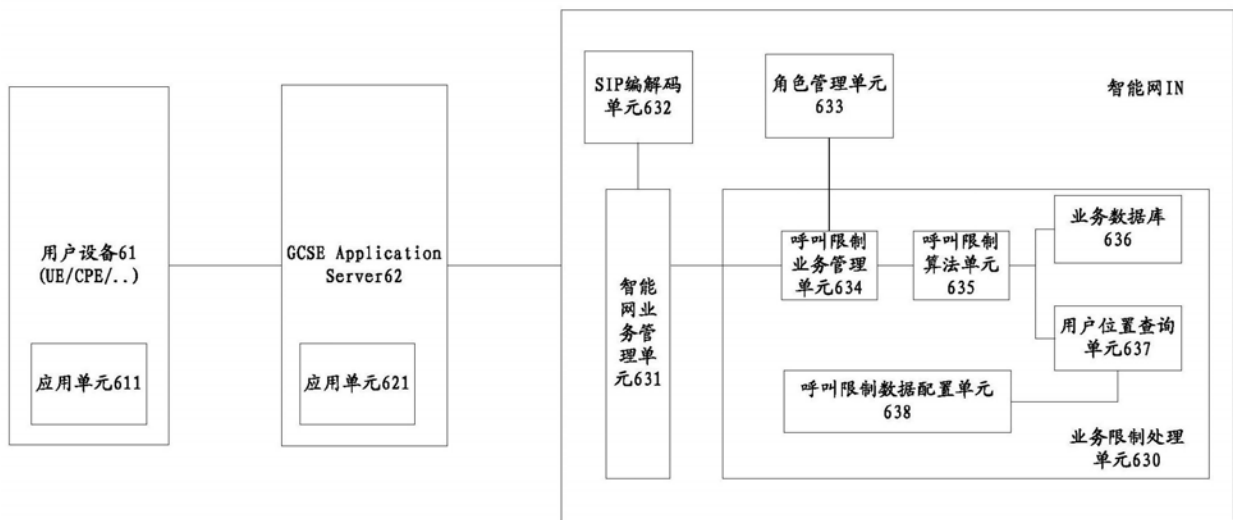 用户设备61
(UE/CPE/..)
应用单元611
GCSE Application
Server62
应用单元621
SIP编解码
单元632
角色管理单元
633
智能网IN
智能
网业
务管
理单
元631
呼叫限制
业务管理
单元634
呼叫限制
算法单元
635
业务数据库
636
用户位置查询
单元637
呼叫限制数据配置单元
638
业务限制处理
单元630